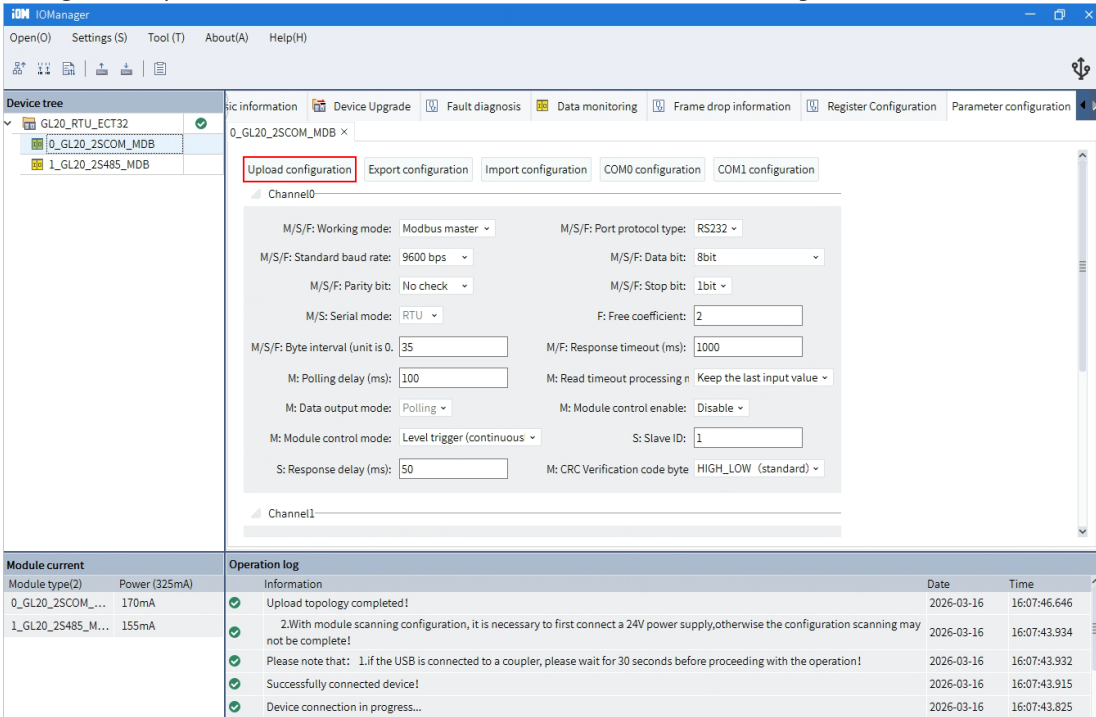 iOM IOManager
Open(O) Settings (S) Tool (T) About(A) Help(H)
Device tree
GL20_RTU_ECT32
0_GL20_2SCOM_MDB
1_GL20_2S485_MDB
sic information Device Upgrade Fault diagnosis Data monitoring Frame drop information Register Configuration Parameter configuration
0_GL20_2SCOM_MDB ×
Upload configuration Export configuration Import configuration COM0 configuration COM1 configuration
Channel0
M/S/F: Working mode: Modbus master M/S/F: Port protocol type: RS232
M/S/F: Standard baud rate: 9600 bps M/S/F: Data bit: 8bit
M/S/F: Parity bit: No check M/S/F: Stop bit: 1bit
M/S: Serial mode: RTU F: Free coefficient: 2
M/S/F: Byte interval (unit is 0. 35 M/F: Response timeout (ms): 1000
M: Polling delay (ms): 100 M: Read timeout processing n Keep the last input value
M: Data output mode: Polling M: Module control enable: Disable
M: Module control mode: Level trigger (continuous S: Slave ID: 1
S: Response delay (ms): 50 M: CRC Verification code byte HIGH_LOW (standard)
Channel1
Module current
Module type(2) Power (325mA)
0_GL20_2SCOM_... 170mA
1_GL20_2S485_M... 155mA
Operation log
Information Date Time
Upload topology completed! 2026-03-16 16:07:46.646
2.With module scanning configuration, it is necessary to first connect a 24V power supply,otherwise the configuration scanning may
not be complete! 2026-03-16 16:07:43.934
Please note that: 1.if the USB is connected to a coupler, please wait for 30 seconds before proceeding with the operation! 2026-03-16 16:07:43.932
Successfully connected device! 2026-03-16 16:07:43.915
Device connection in progress... 2026-03-16 16:07:43.825